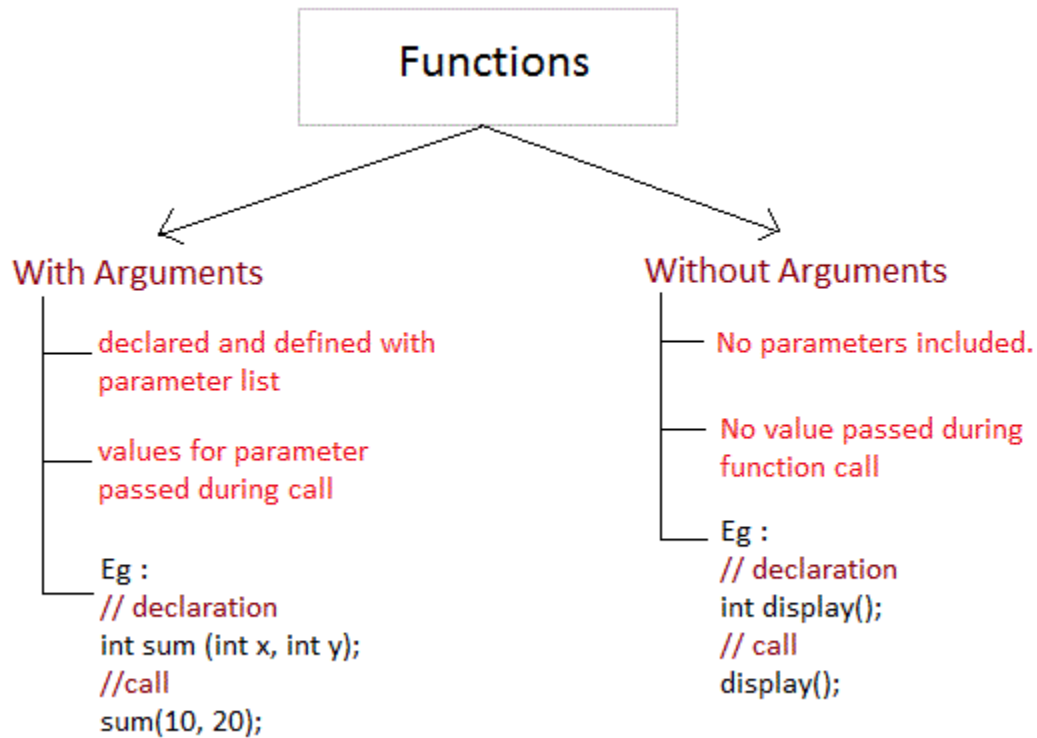 Functions
With Arguments
declared and defined with
parameter list
values for parameter
passed during call
Eg :
// declaration
int sum (int x, int y);
//call
sum(10, 20);
Without Arguments
No parameters included.
No value passed during
function call
Eg :
// declaration
int display();
// call
display();